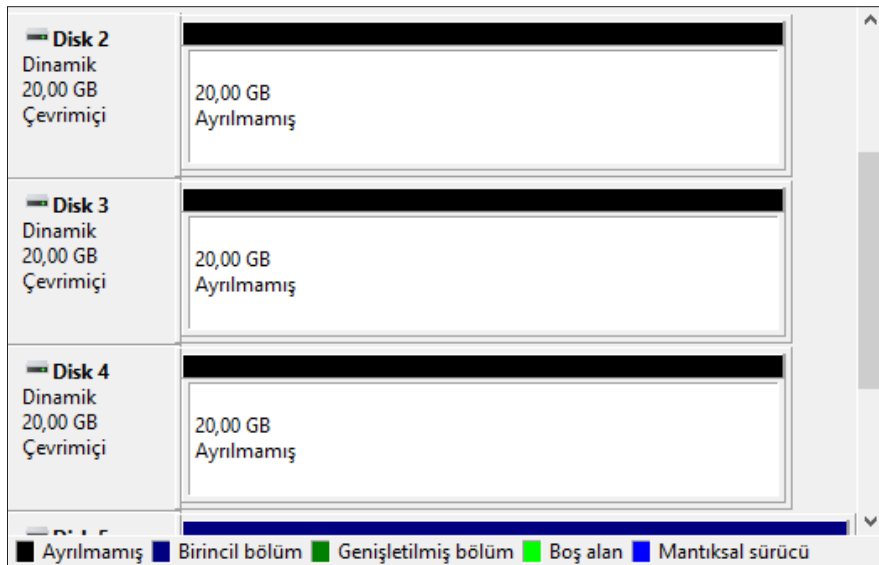 Disk 2
Dinamik
20,00 GB
Çevrimiçi
20,00 GB
Ayrılmamış
Disk 3
Dinamik
20,00 GB
Çevrimiçi
20,00 GB
Ayrılmamış
Disk 4
Dinamik
20,00 GB
Çevrimiçi
20,00 GB
Ayrılmamış
Ayrılmamış Birincil bölüm Genişletilmiş bölüm Boş alan Mantıksal sürücü